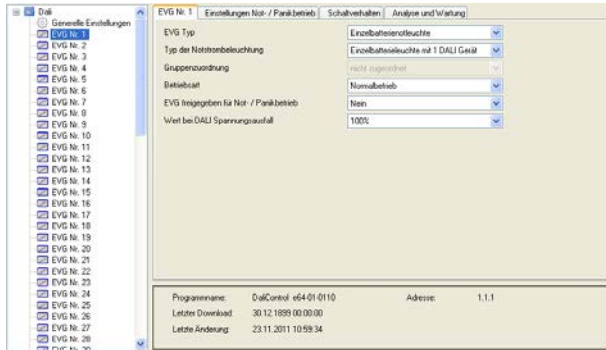 Dali
Generelle Einstellungen
EVG Nr. 1
EVG Nr. 2
EVG Nr. 3
EVG Nr. 4
EVG Nr. 5
EVG Nr. 6
EVG Nr. 7
EVG Nr. 8
EVG Nr. 9
EVG Nr. 10
EVG Nr. 11
EVG Nr. 12
EVG Nr. 13
EVG Nr. 14
EVG Nr. 15
EVG Nr. 16
EVG Nr. 17
EVG Nr. 18
EVG Nr. 19
EVG Nr. 20
EVG Nr. 21
EVG Nr. 22
EVG Nr. 23
EVG Nr. 24
EVG Nr. 25
EVG Nr. 26
EVG Nr. 27
EVG Nr. 28
EVG Nr. 29
EVG Nr. 1 Einstellungen Not- / Panikbetrieb Schaltverhalten Analyse und Wartung
EVG Typ Einzelbatterienotleuchte
Typ der Notstrombeleuchtung Einzelbatterieleuchte mit 1 DALI Gerät
Gruppenzuordnung nicht zugeordnet
Betriebsart Normalbetrieb
EVG freigegeben für Not- / Panikbetrieb Nein
Wert bei DALI Spannungsausfall 100%
Programmname: DaliControl e64-01-0110 Adresse: 1.1.1
Letzter Download: 30.12.1899 00:00:00
Letzte Änderung: 23.11.2011 10:59:34